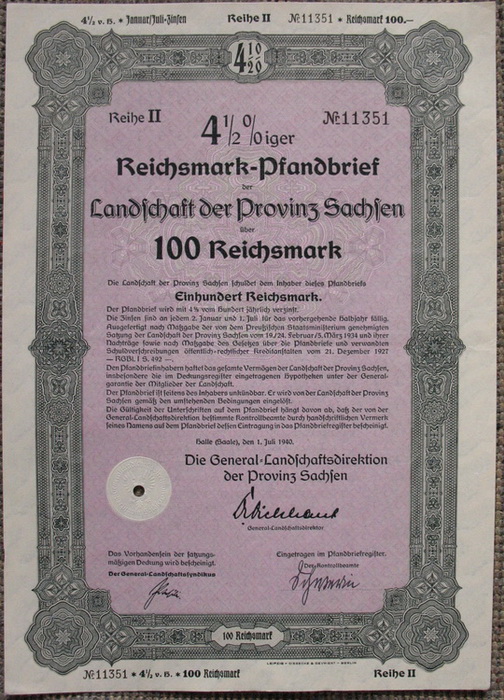 4½ v. H. * Januar/Juli-Zinsen Reihe II №11351 * Reichsmark 100.—
4 10/20
Reihe II №11351
4½%iger
Reichsmark-Pfandbrief
der
Landschaft der Provinz Sachsen
über
100 Reichsmark
Die Landschaft der Provinz Sachsen schuldet dem Inhaber dieses Pfandbriefs
Einhundert Reichsmark.
Der Pfandbrief wird mit 4½ vom Hundert jährlich verzinst.
Die Zinsen sind an jedem 2. Januar und 1. Juli für das vorhergehende Halbjahr fällig.
Ausgefertigt nach Maßgabe der von dem Preußischen Staatsministerium genehmigten
Satzung der Landschaft der Provinz Sachsen vom 19./24. Februar/5. März 1934 und ihrer
Nachträge sowie nach Maßgabe des Gesetzes über die Pfandbriefe und verwandten
Schuldverschreibungen öffentlich-rechtlicher Kreditanstalten vom 21. Dezember 1927
— RGBl. I S. 492 —.
Den Pfandbriefinhabern haftet das gesamte Vermögen der Landschaft der Provinz Sachsen,
insbesondere die im Deckungsregister eingetragenen Hypotheken unter der General-
garantie der Mitglieder der Landschaft.
Der Pfandbrief ist seitens des Inhabers unkündbar. Er wird von der Landschaft der Provinz
Sachsen gemäß den umstehenden Bedingungen eingelöst.
Die Gültigkeit der Unterschriften auf dem Pfandbrief hängt davon ab, daß der von der
General-Landschaftsdirektion bestimmte Kontrollbeamte durch handschriftlichen Vermerk
seines Namens auf dem Pfandbrief dessen Eintragung in das Pfandbriefregister bescheinigt.
Halle (Saale), den 1. Juli 1940.
Die General-Landschaftsdirektion
der Provinz Sachsen
General-Landschaftsdirektor
Das Vorhandensein der satzungs-
mäßigen Deckung wird bescheinigt.
Der General-Landschaftssyndikus
Eingetragen im Pfandbriefregister.
Der Kontrollbeamte
100 Reichsmark
LEIPZIG · GIESECKE & DEVRIENT · BERLIN
№11351 * 4½ v. H. * 100 Reichsmark Reihe II